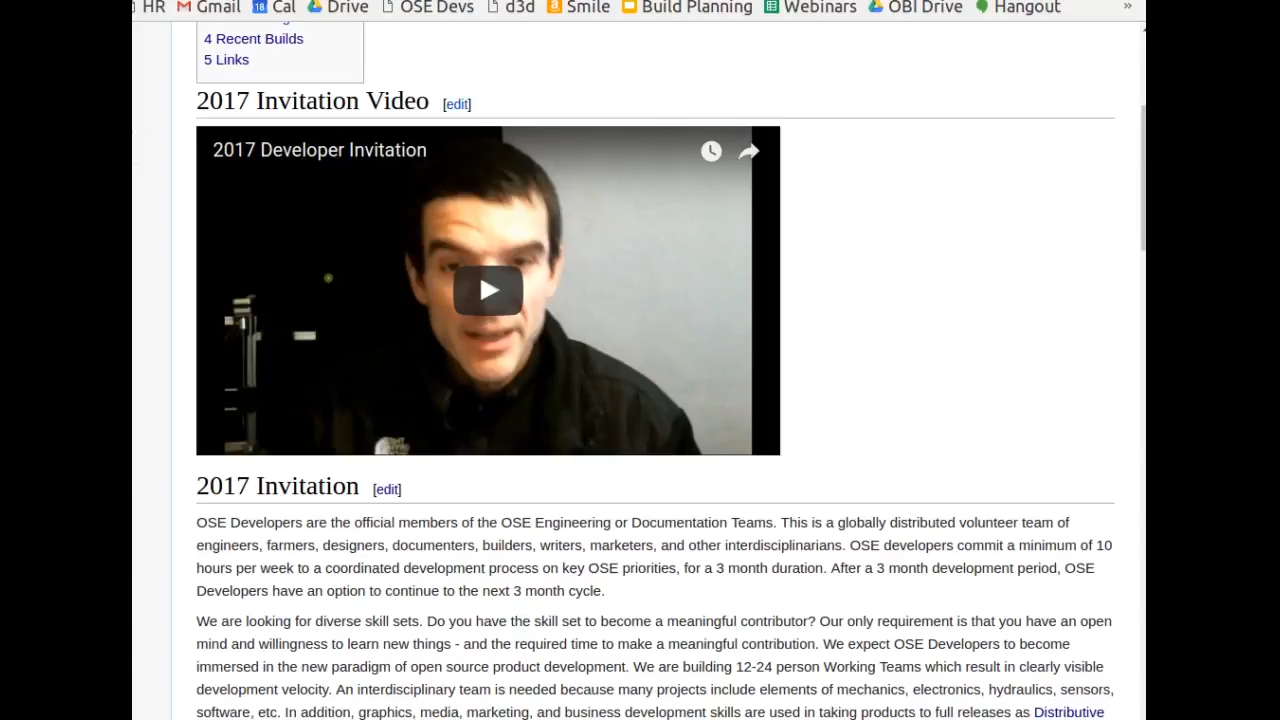 HR Gmail 18 Cal Drive OSE Devs d3d a Smile Build Planning Webinars OBI Drive Hangout »
4 Recent Builds
5 Links
2017 Invitation Video [edit]
2017 Developer Invitation
2017 Invitation [edit]
OSE Developers are the official members of the OSE Engineering or Documentation Teams. This is a globally distributed volunteer team of
engineers, farmers, designers, documenters, builders, writers, marketers, and other interdisciplinarians. OSE developers commit a minimum of 10
hours per week to a coordinated development process on key OSE priorities, for a 3 month duration. After a 3 month development period, OSE
Developers have an option to continue to the next 3 month cycle.
We are looking for diverse skill sets. Do you have the skill set to become a meaningful contributor? Our only requirement is that you have an open
mind and willingness to learn new things - and the required time to make a meaningful contribution. We expect OSE Developers to become
immersed in the new paradigm of open source product development. We are building 12-24 person Working Teams which result in clearly visible
development velocity. An interdisciplinary team is needed because many projects include elements of mechanics, electronics, hydraulics, sensors,
software, etc. In addition, graphics, media, marketing, and business development skills are used in taking products to full releases as Distributive